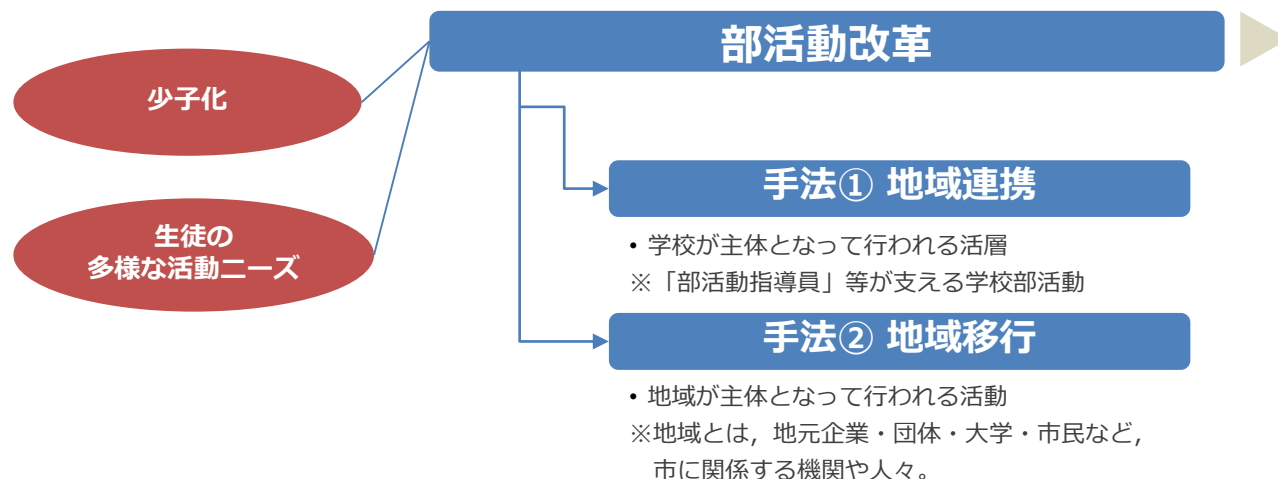 部活動改革
少子化
生徒の
多様な活動ニーズ
手法① 地域連携
• 学校が主体となって行われる活層
※「部活動指導員」等が支える学校部活動
手法② 地域移行
• 地域が主体となって行われる活動
※地域とは，地元企業・団体・大学・市民など，
市に関係する機関や人々。